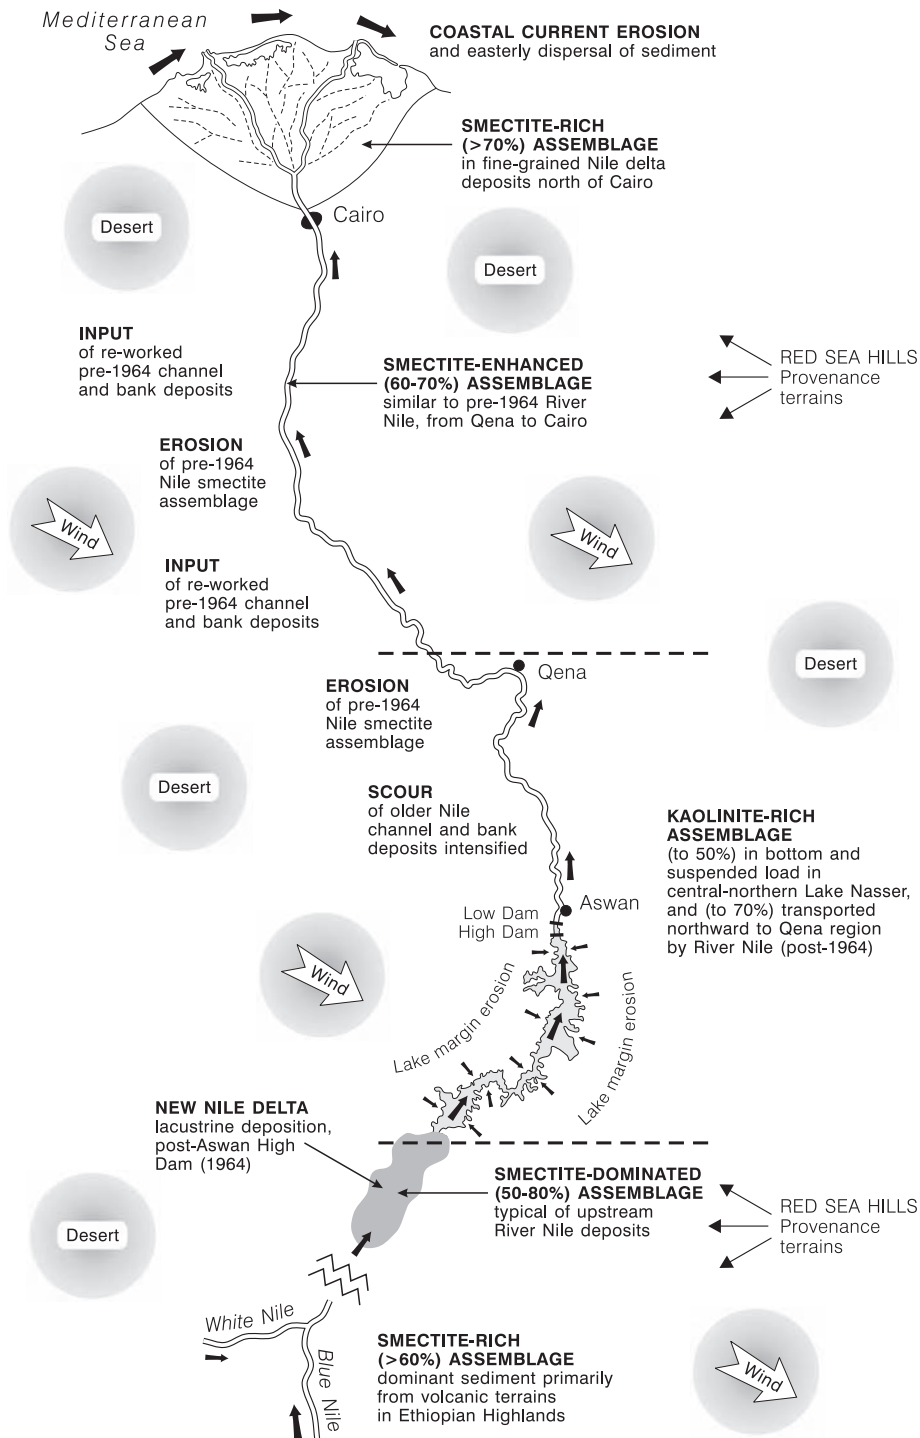 Mediterranean
Sea
COASTAL CURRENT EROSION
and easterly dispersal of sediment
SMECTITE-RICH
(>70%) ASSEMBLAGE
in fine-grained Nile delta
deposits north of Cairo
Desert
Cairo
Desert
INPUT
of re-worked
pre-1964 channel
and bank deposits
SMECTITE-ENHANCED
(60-70%) ASSEMBLAGE
similar to pre-1964 River
Nile, from Qena to Cairo
RED SEA HILLS
Provenance
terrains
EROSION
of pre-1964
Nile smectite
assemblage
Wind
Wind
INPUT
of re-worked
pre-1964 channel
and bank deposits
Desert
Qena
EROSION
of pre-1964
Nile smectite
assemblage
Desert
SCOUR
of older Nile
channel and bank
deposits intensified
KAOLINITE-RICH
ASSEMBLAGE
(to 50%) in bottom and
suspended load in
central-northern Lake Nasser,
and (to 70%) transported
northward to Qena region
by River Nile (post-1964)
Aswan
Low Dam
High Dam
Wind
Lake margin erosion
Lake margin erosion
NEW NILE DELTA
lacustrine deposition,
post-Aswan High
Dam (1964)
SMECTITE-DOMINATED
(50-80%) ASSEMBLAGE
typical of upstream
River Nile deposits
RED SEA HILLS
Provenance
terrains
Desert
White Nile
Blue Nile
SMECTITE-RICH
(>60%) ASSEMBLAGE
dominant sediment primarily
from volcanic terrains
in Ethiopian Highlands
Wind